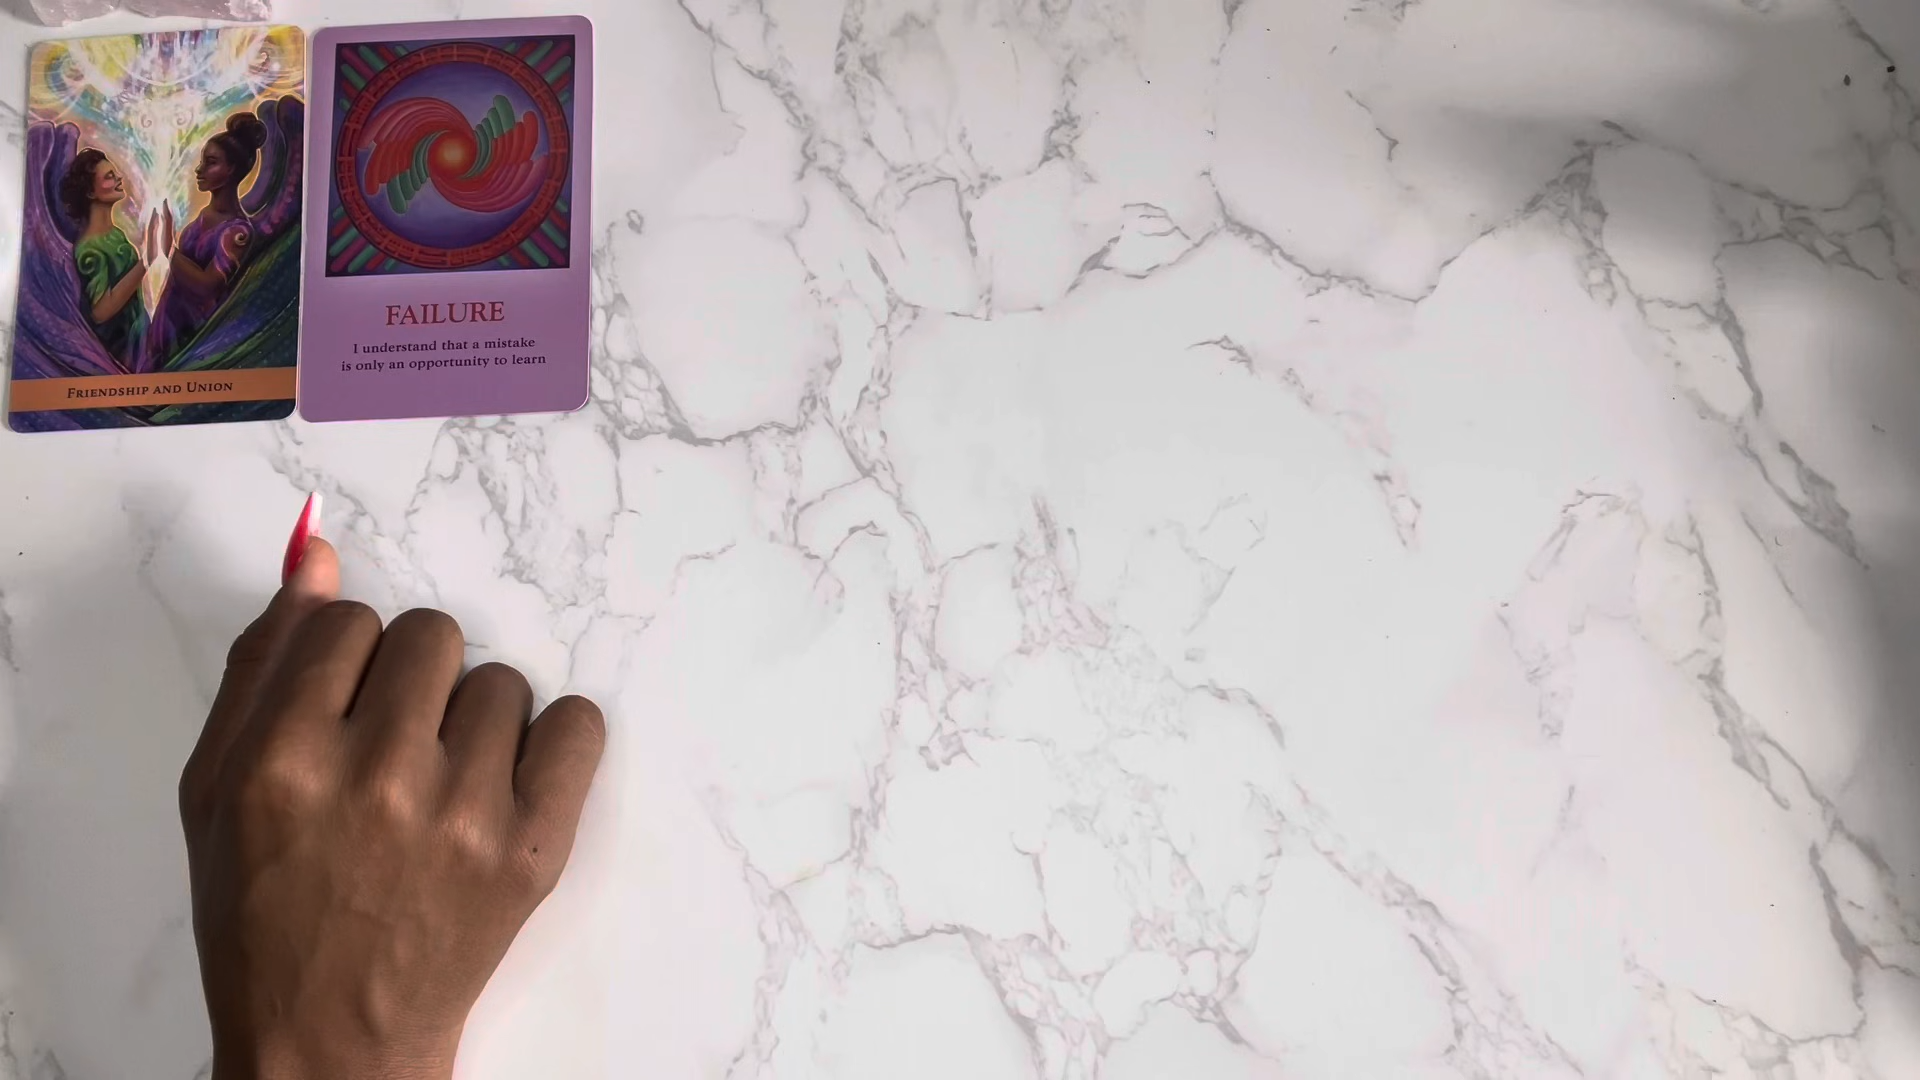 Friendship and Union
FAILURE
I understand that a mistake
is only an opportunity to learn